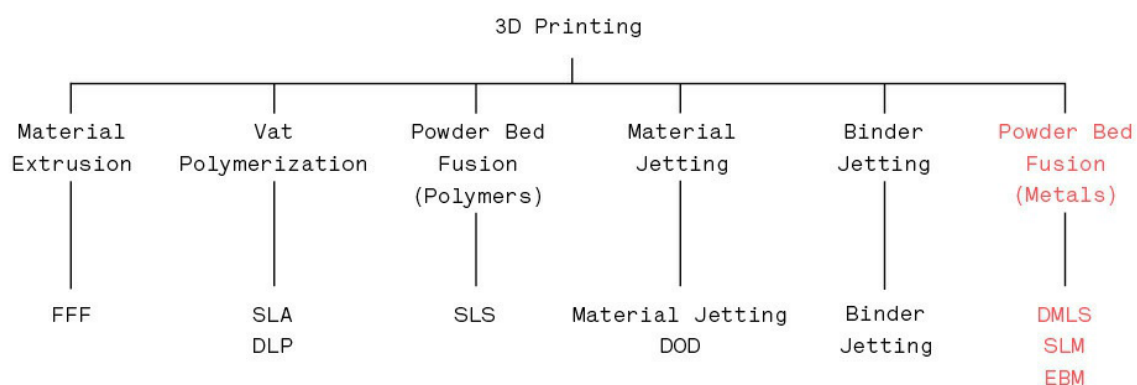 3D Printing
Material
Extrusion
Vat
Polymerization
Powder Bed
Fusion
(Polymers)
Material
Jetting
Binder
Jetting
Powder Bed
Fusion
(Metals)
FFF
SLA
DLP
SLS
Material Jetting
DOD
Binder
Jetting
DMLS
SLM
EBM